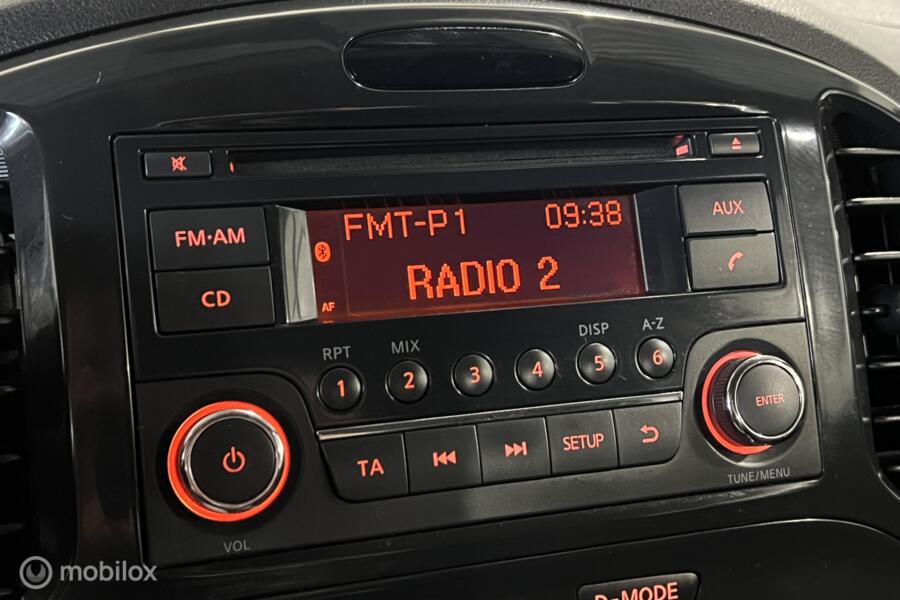 FM·AM
CD
FMT-P1 09:38
RADIO 2
AF
AUX
RPT MIX DISP A-Z
1 2 3 4 5 6
TA SETUP
ENTER
VOL
TUNE/MENU
D-MODE
mobilox